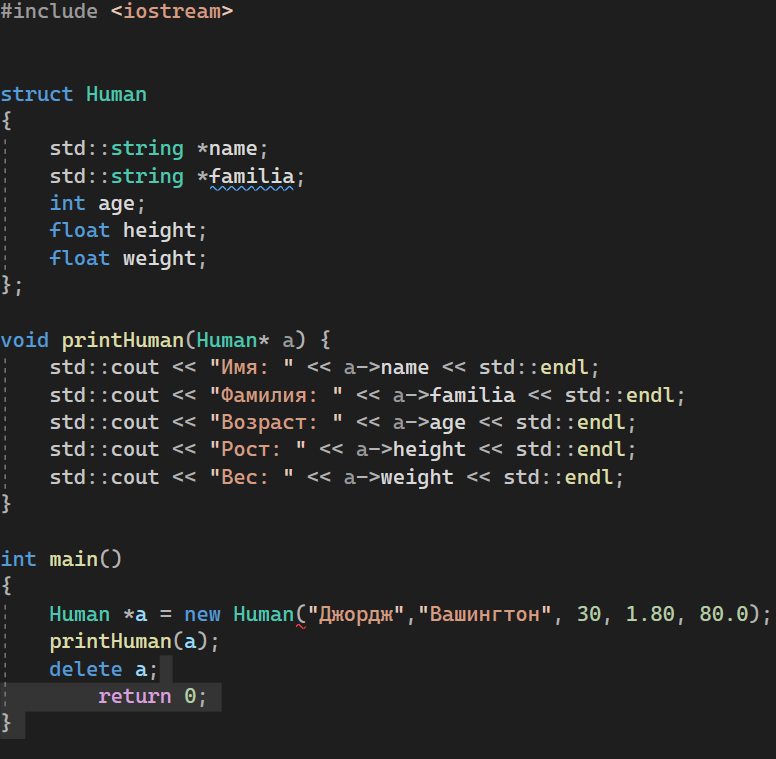 #include <iostream>
struct Human
{
    std::string *name;
    std::string *familia;
    int age;
    float height;
    float weight;
};
void printHuman(Human* a) {
    std::cout << "Имя: " << a->name << std::endl;
    std::cout << "Фамилия: " << a->familia << std::endl;
    std::cout << "Возраст: " << a->age << std::endl;
    std::cout << "Рост: " << a->height << std::endl;
    std::cout << "Вес: " << a->weight << std::endl;
}
int main()
{
    Human *a = new Human("Джордж","Вашингтон", 30, 1.80, 80.0);
    printHuman(a);
    delete a;
        return 0;
}